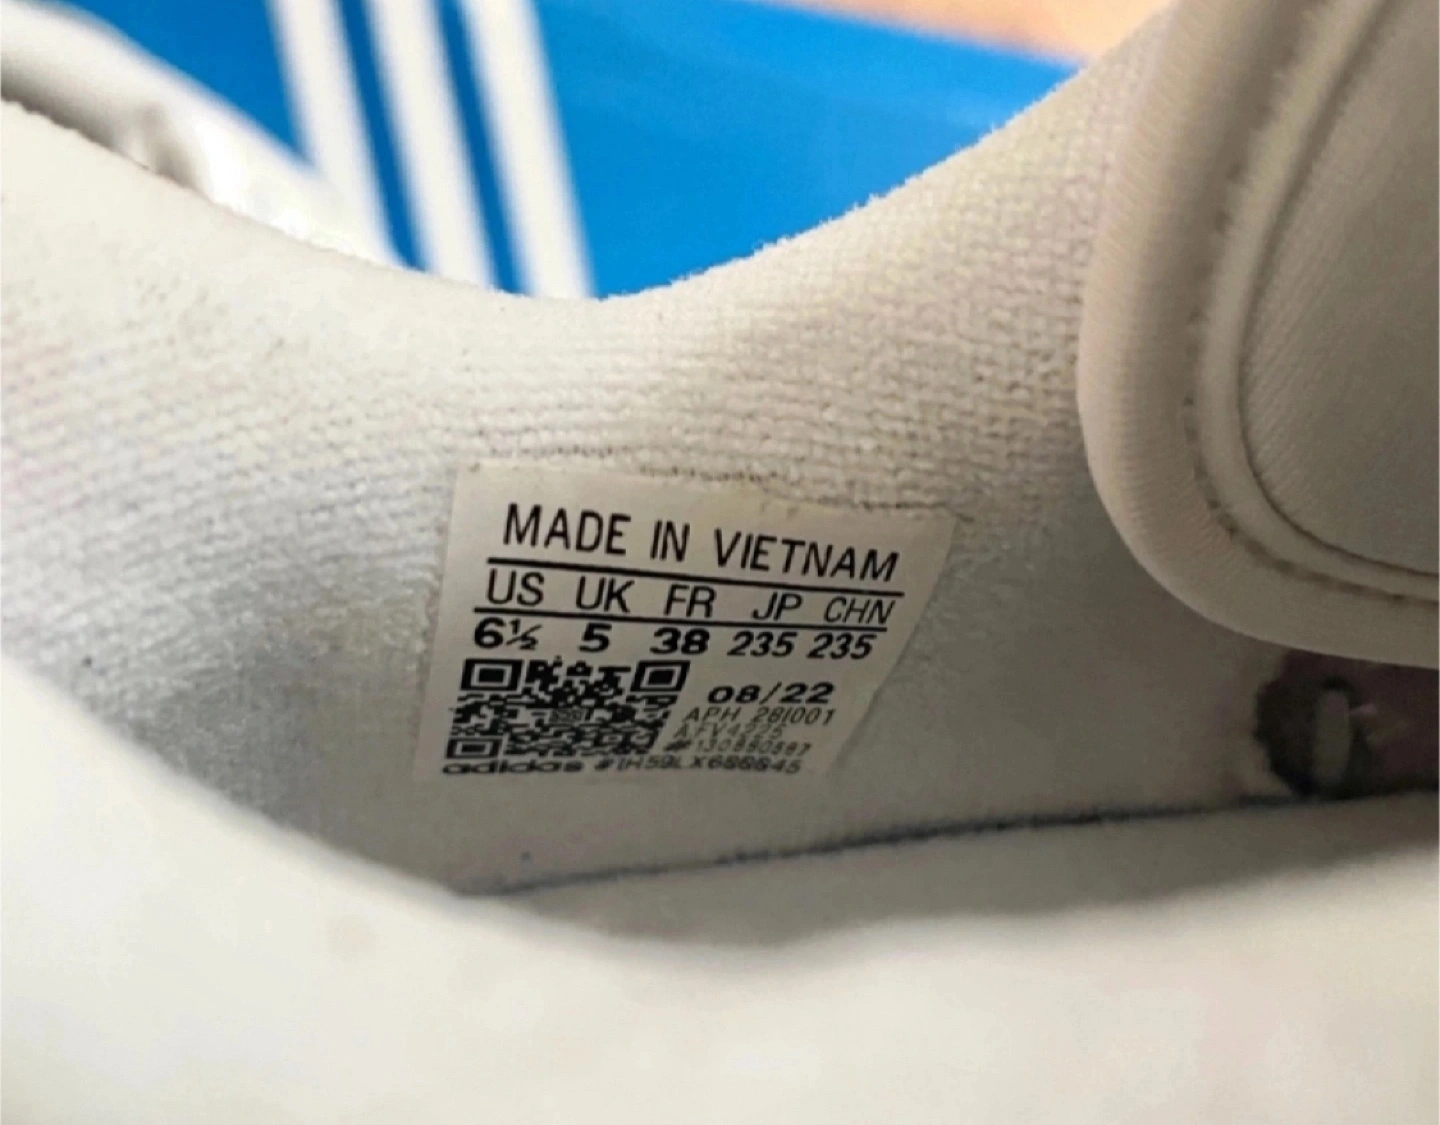 MADE IN VIETNAM
US UK FR JP CHN
6½ 5 38 235 235
08/22
APH 28I001
#130880587
adidas